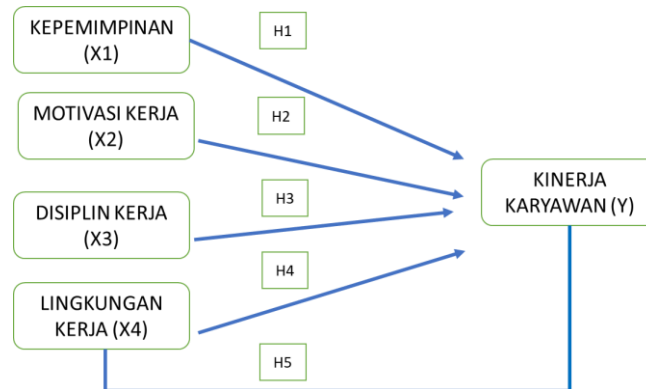 KEPEMIMPINAN
(X1)
H1
MOTIVASI KERJA
(X2)
H2
DISIPLIN KERJA
(X3)
H3
KINERJA
KARYAWAN (Y)
LINGKUNGAN
KERJA (X4)
H4
H5